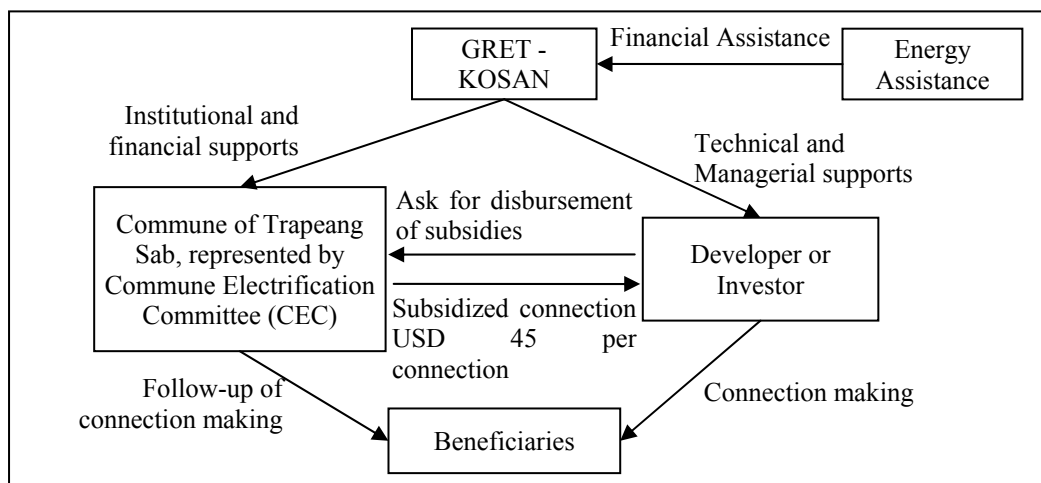 GRET -
KOSAN
Financial Assistance
Energy
Assistance
Institutional and
financial supports
Technical and
Managerial supports
Commune of Trapeang
Sab, represented by
Commune Electrification
Committee (CEC)
Ask for disbursement
of subsidies
Developer or
Investor
Subsidized connection
USD 45 per
connection
Follow-up of
connection making
Connection making
Beneficiaries